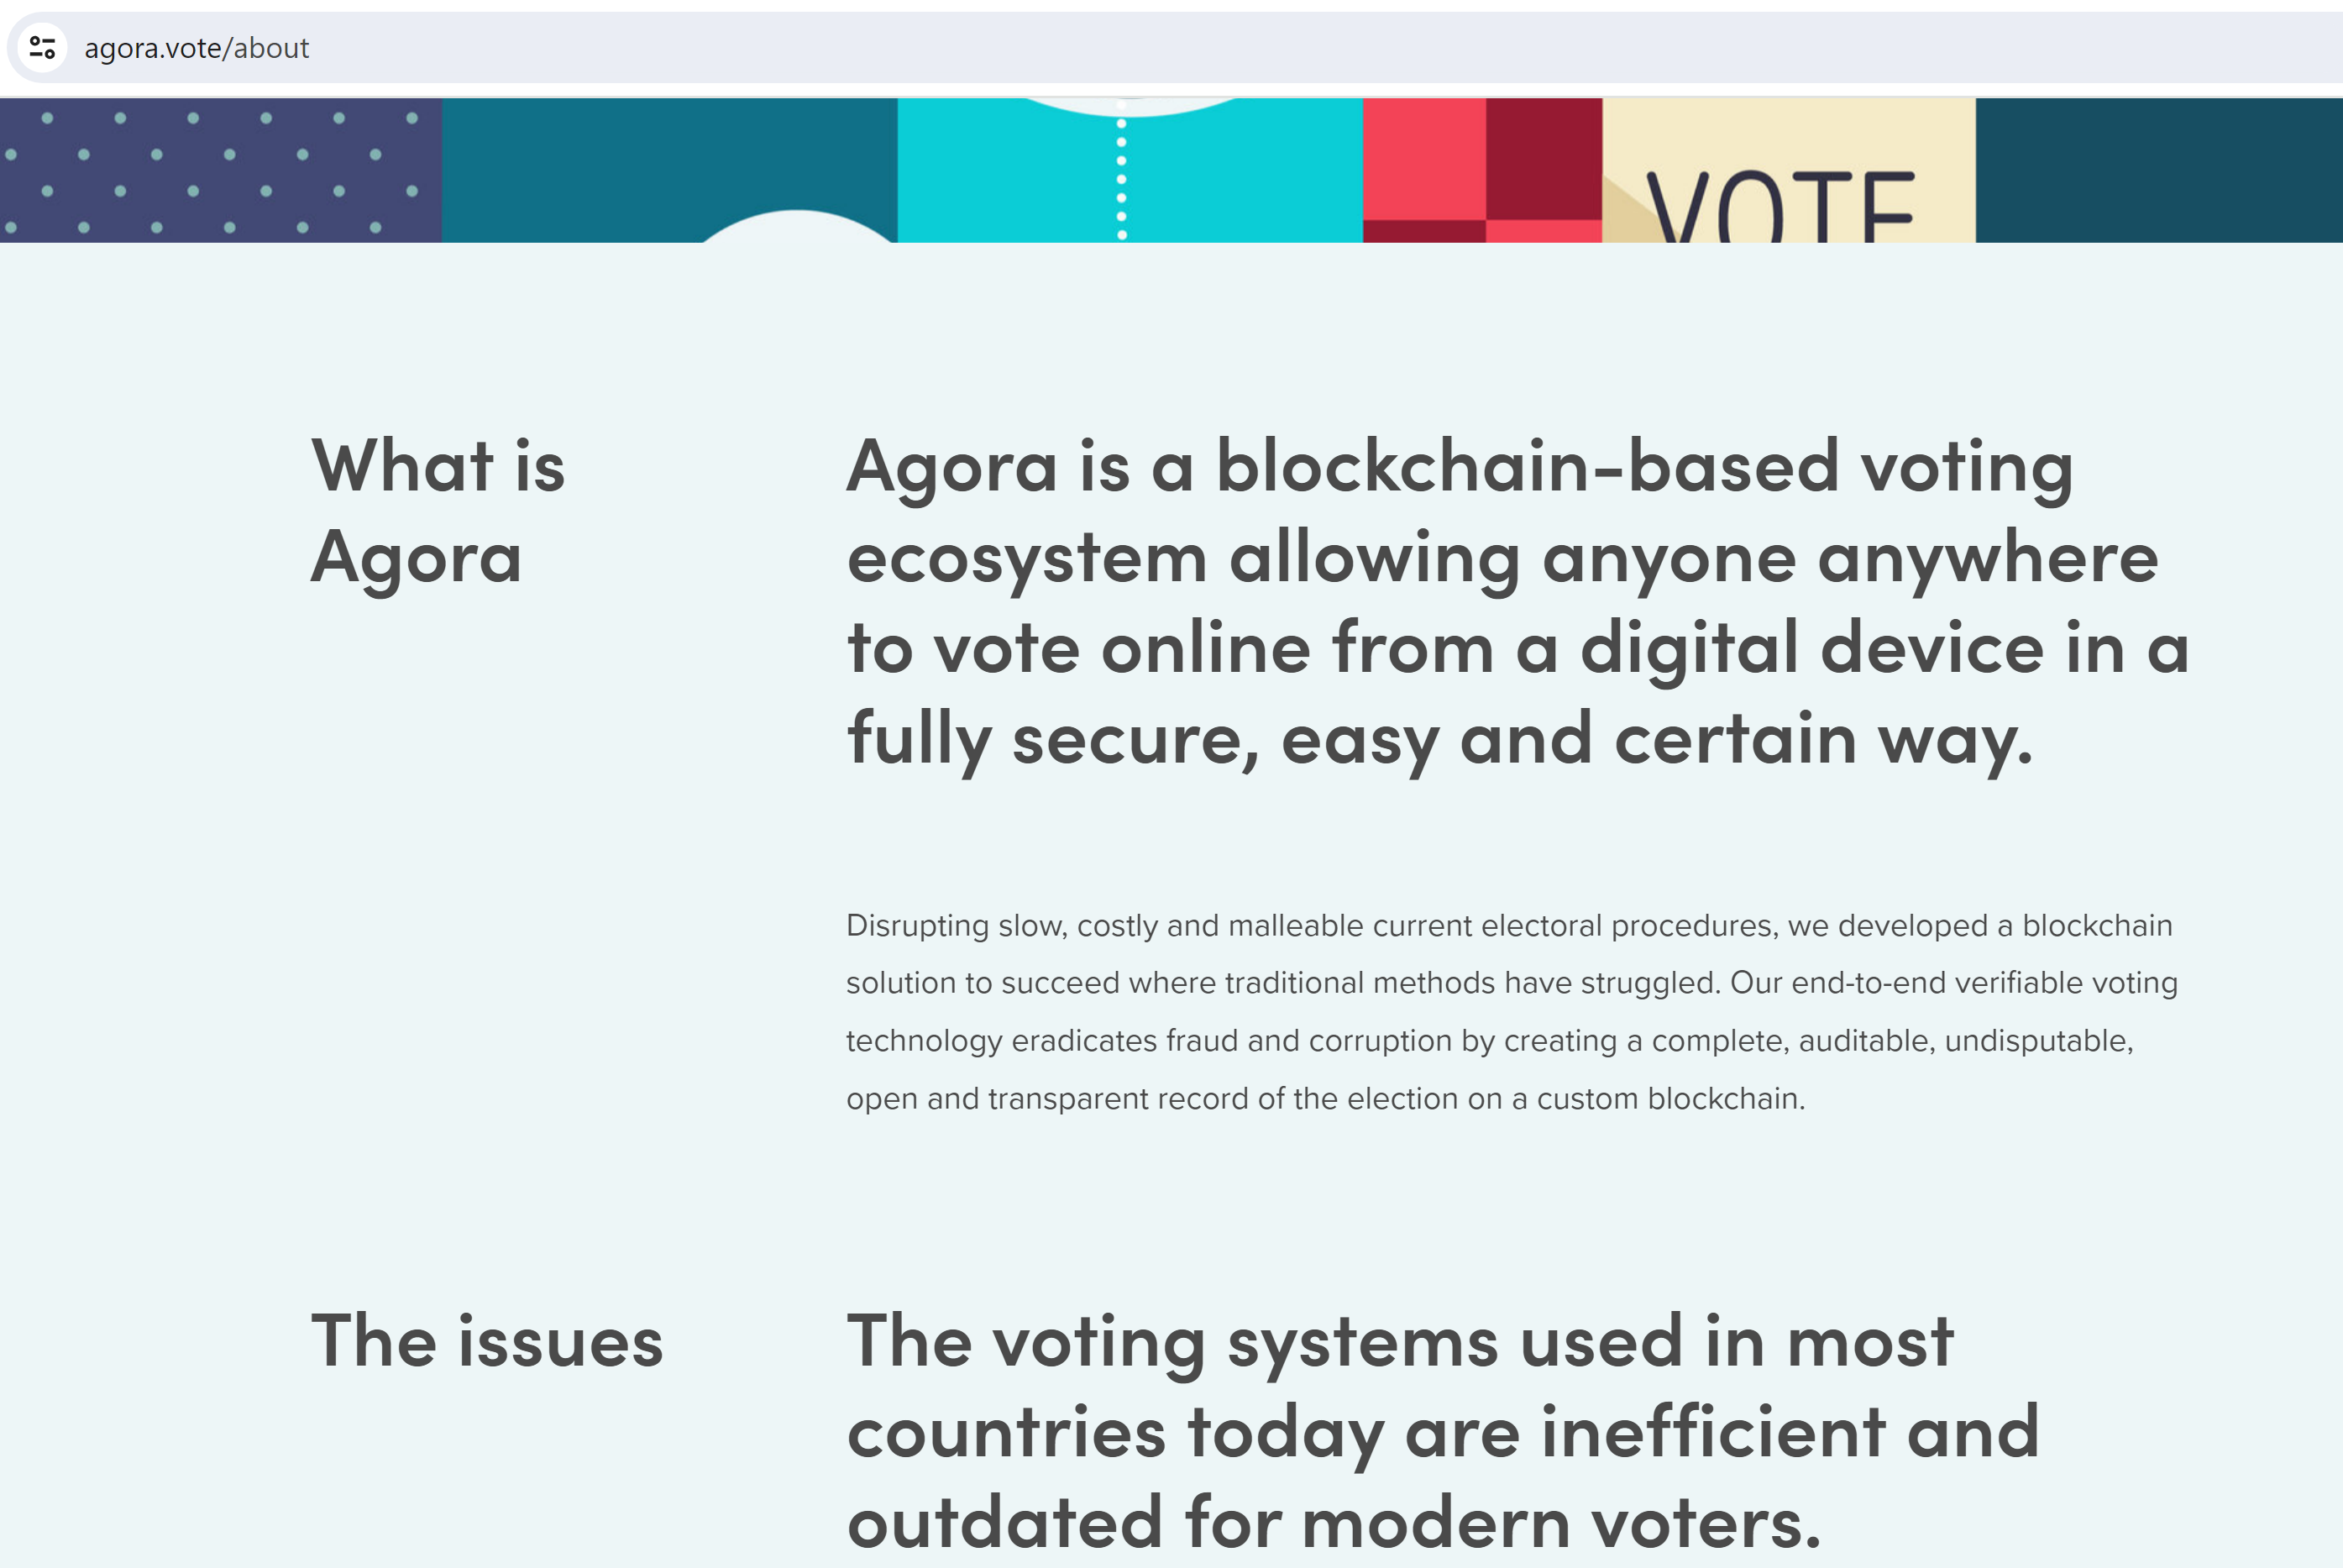 agora.vote/about
VOTE
What is
Agora
Agora is a blockchain-based voting
ecosystem allowing anyone anywhere
to vote online from a digital device in a
fully secure, easy and certain way.
Disrupting slow, costly and malleable current electoral procedures, we developed a blockchain
solution to succeed where traditional methods have struggled. Our end-to-end verifiable voting
technology eradicates fraud and corruption by creating a complete, auditable, undisputable,
open and transparent record of the election on a custom blockchain.
The issues
The voting systems used in most
countries today are inefficient and
outdated for modern voters.